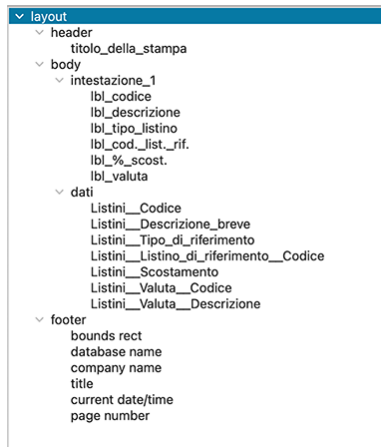 layout
header
titolo_della_stampa
body
intestazione_1
lbl_codice
lbl_descrizione
lbl_tipo_listino
lbl_cod._list._rif.
lbl_%_scost.
lbl_valuta
dati
Listini__Codice
Listini__Descrizione_breve
Listini__Tipo_di_riferimento
Listini__Listino_di_riferimento__Codice
Listini__Scostamento
Listini__Valuta__Codice
Listini__Valuta__Descrizione
footer
bounds rect
database name
company name
title
current date/time
page number